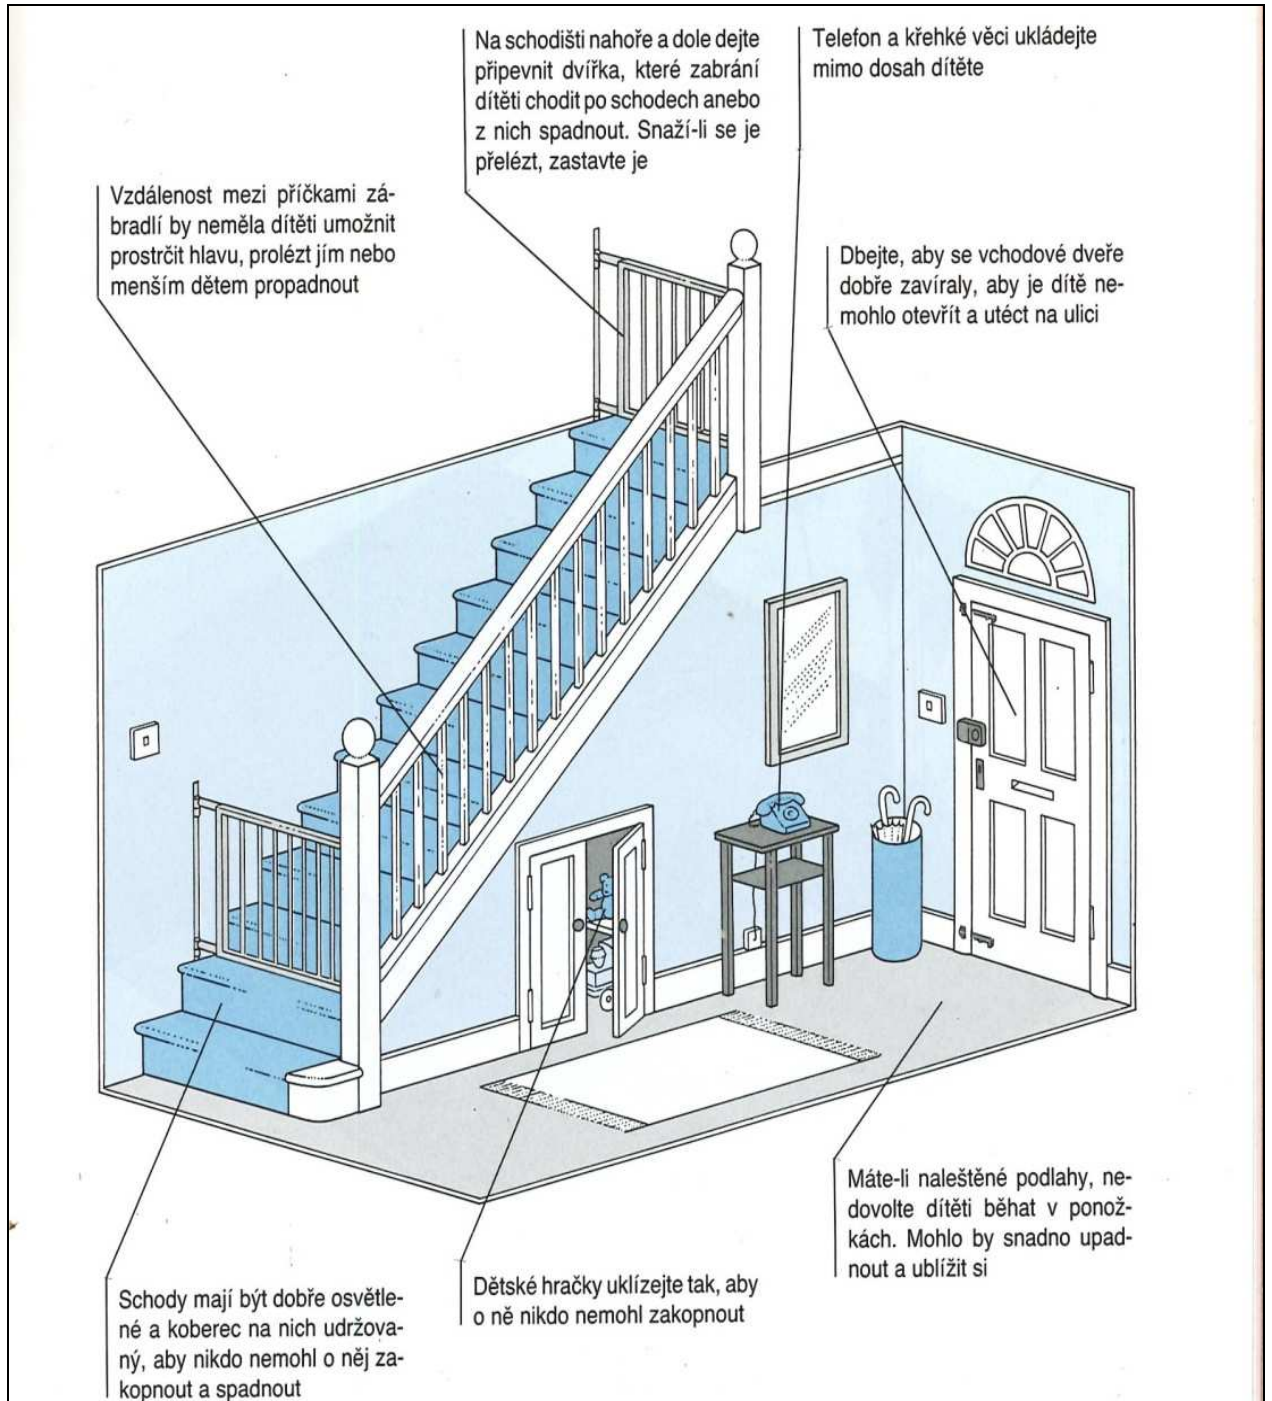 Na schodišti nahoře a dole dejte
připevnit dvířka, které zabrání
dítěti chodit po schodech anebo
z nich spadnout. Snaží-li se je
přelézt, zastavte je
Telefon a křehké věci ukládejte
mimo dosah dítěte
Vzdálenost mezi příčkami zá-
bradlí by neměla dítěti umožnit
prostrčit hlavu, prolézt jím nebo
menším dětem propadnout
Dbejte, aby se vchodové dveře
dobře zavíraly, aby je dítě ne-
mohlo otevřít a utéct na ulici
Máte-li naleštěné podlahy, ne-
dovolte dítěti běhat v ponož-
kách. Mohlo by snadno upad-
nout a ublížit si
Dětské hračky uklízejte tak, aby
o ně nikdo nemohl zakopnout
Schody mají být dobře osvětle-
né a koberec na nich udržova-
ný, aby nikdo nemohl o něj za-
kopnout a spadnout